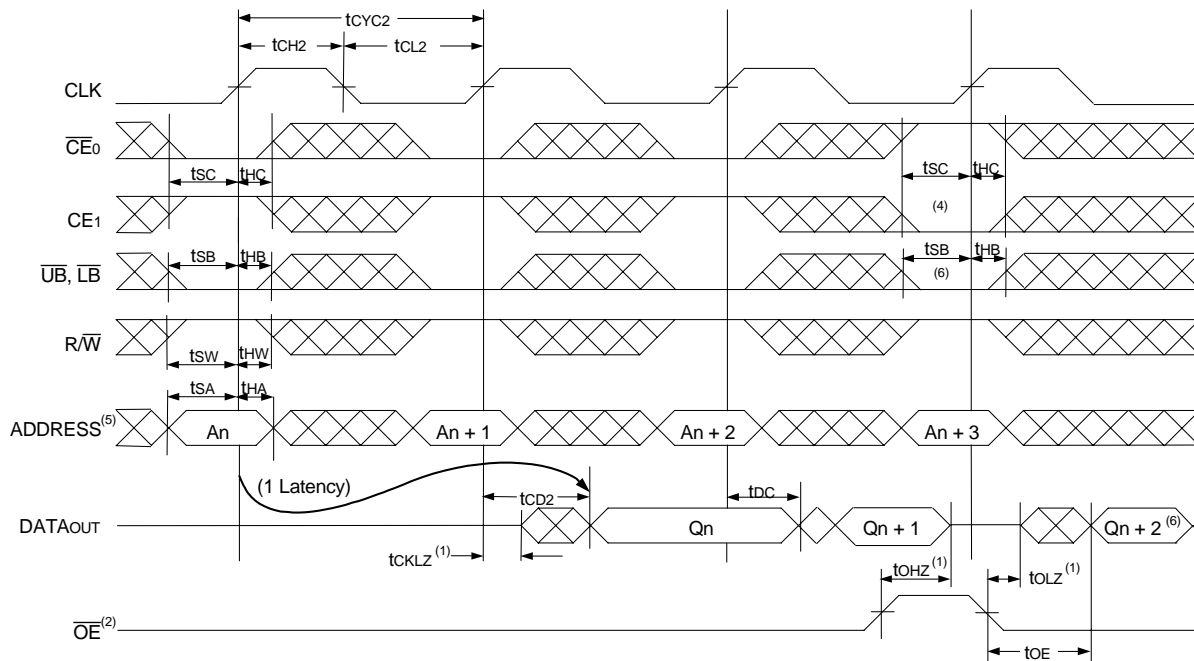 tCYC2
tCH2 tCL2
CLK
CE0
tSC tHC tSC tHC
CE1 (4)
tSB tHB tSB tHB
UB, LB (6)
R/W
tSW tHW
tSA tHA
ADDRESS(5) An An + 1 An + 2 An + 3
(1 Latency) tCD2 tDC
DATAOUT Qn Qn + 1 Qn + 2 (6)
tCKLZ (1)
tOHZ (1) tOLZ (1)
OE(2)
tOE